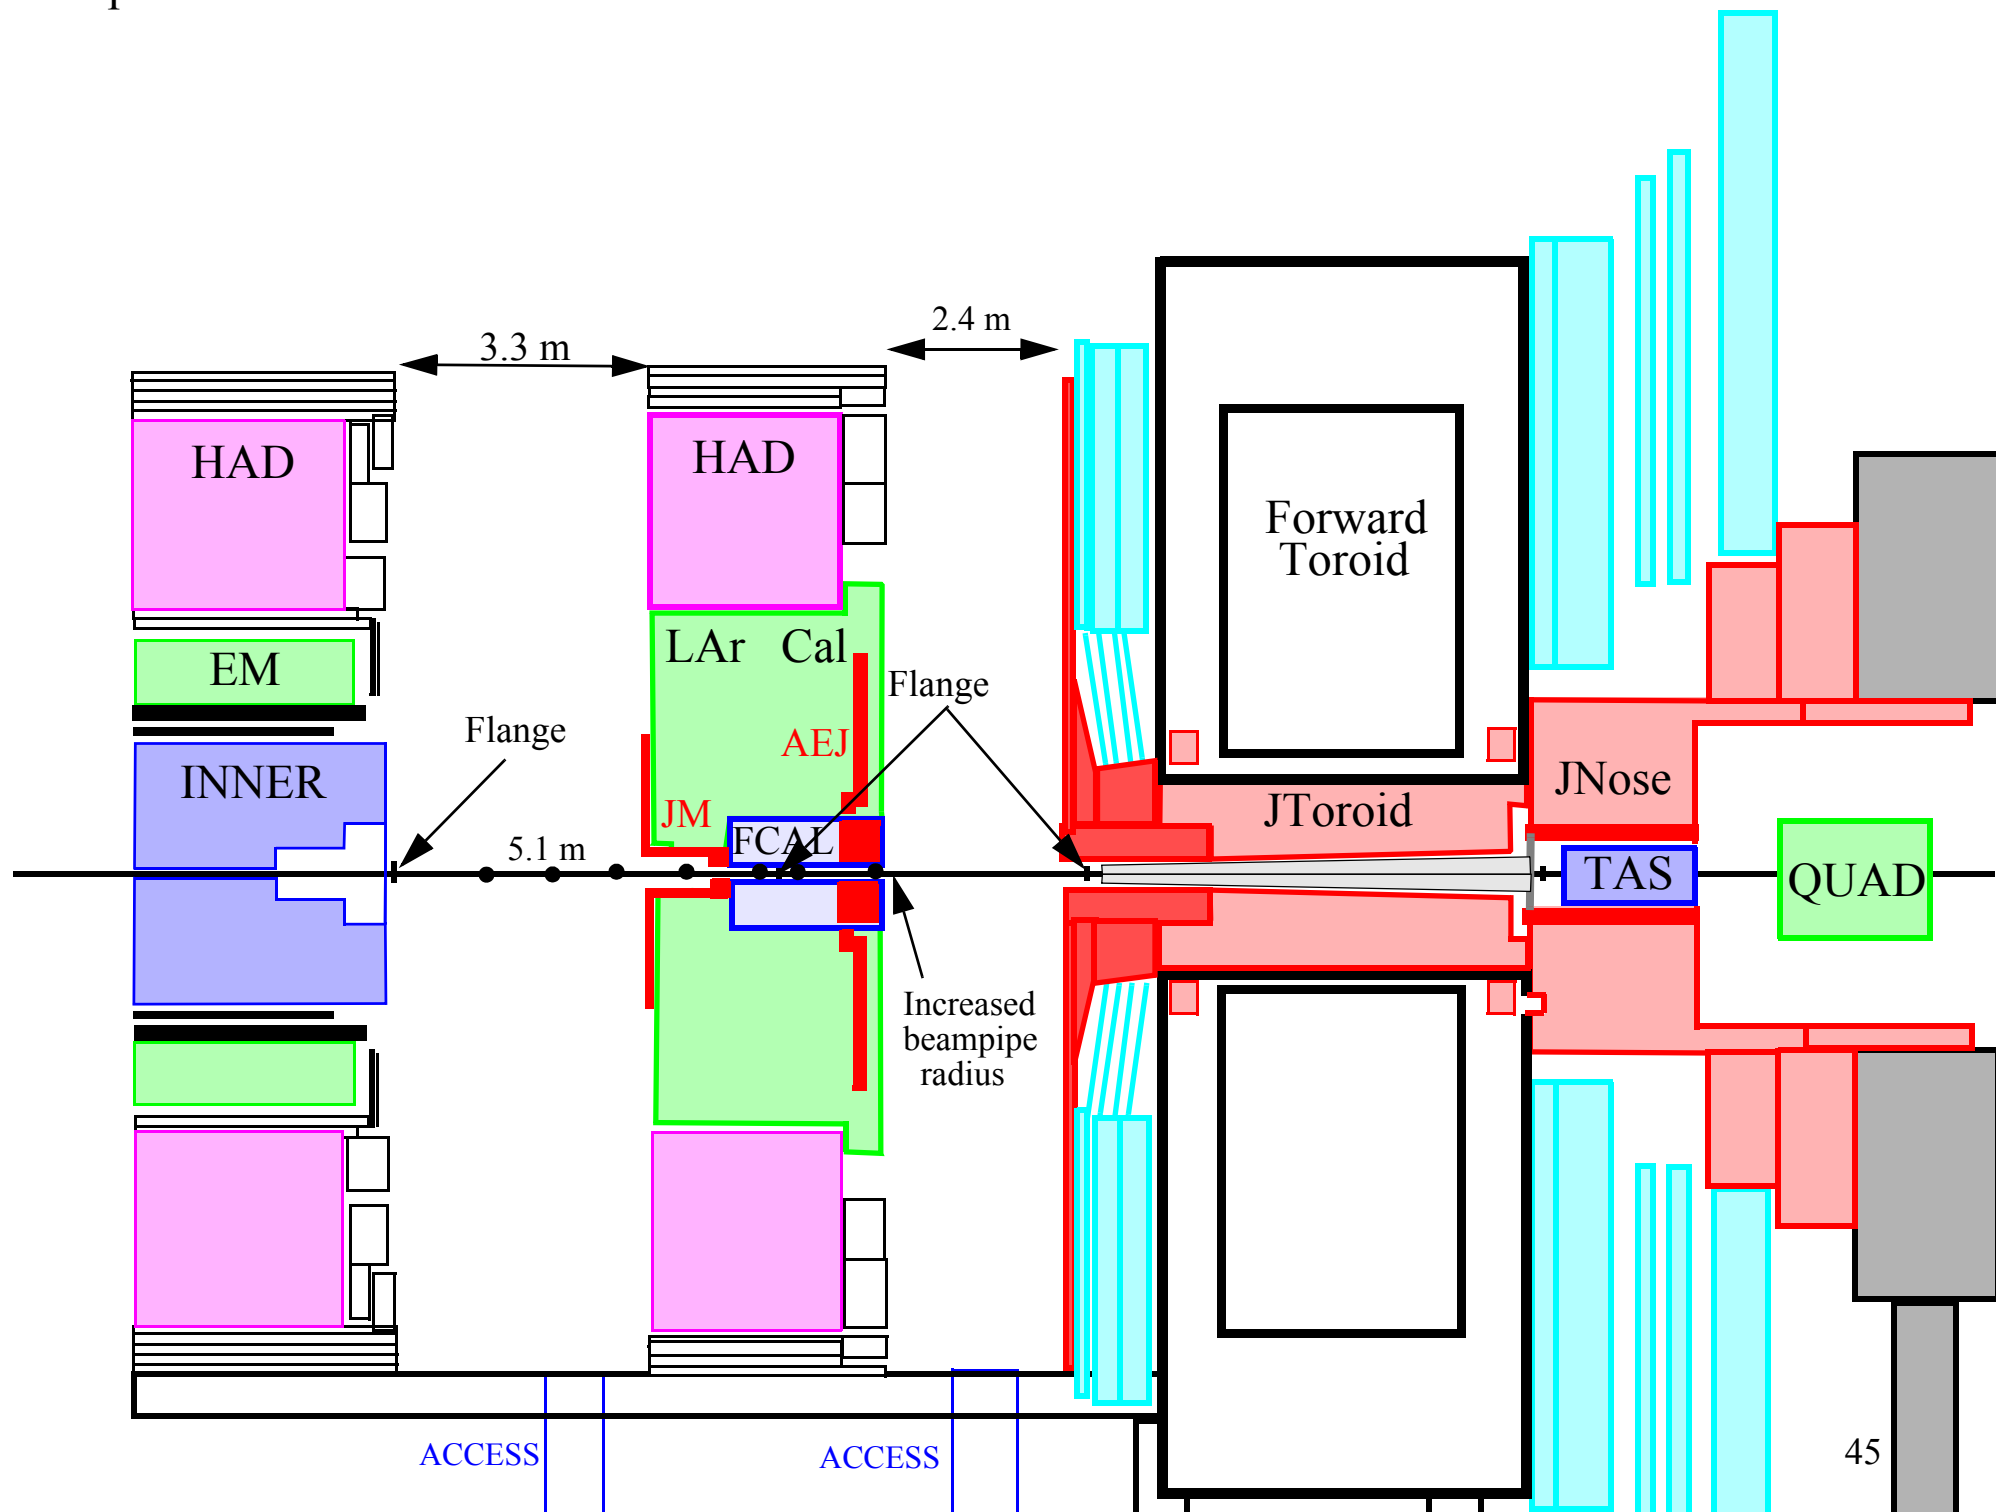 2.4 m
3.3 m
HAD
HAD
Forward
Toroid
LAr Cal
EM
Flange
Flange
AEJ
INNER
JNose
JM
JToroid
FCAL
5.1 m
TAS
QUAD
Increased
beampipe
radius
ACCESS
ACCESS
45